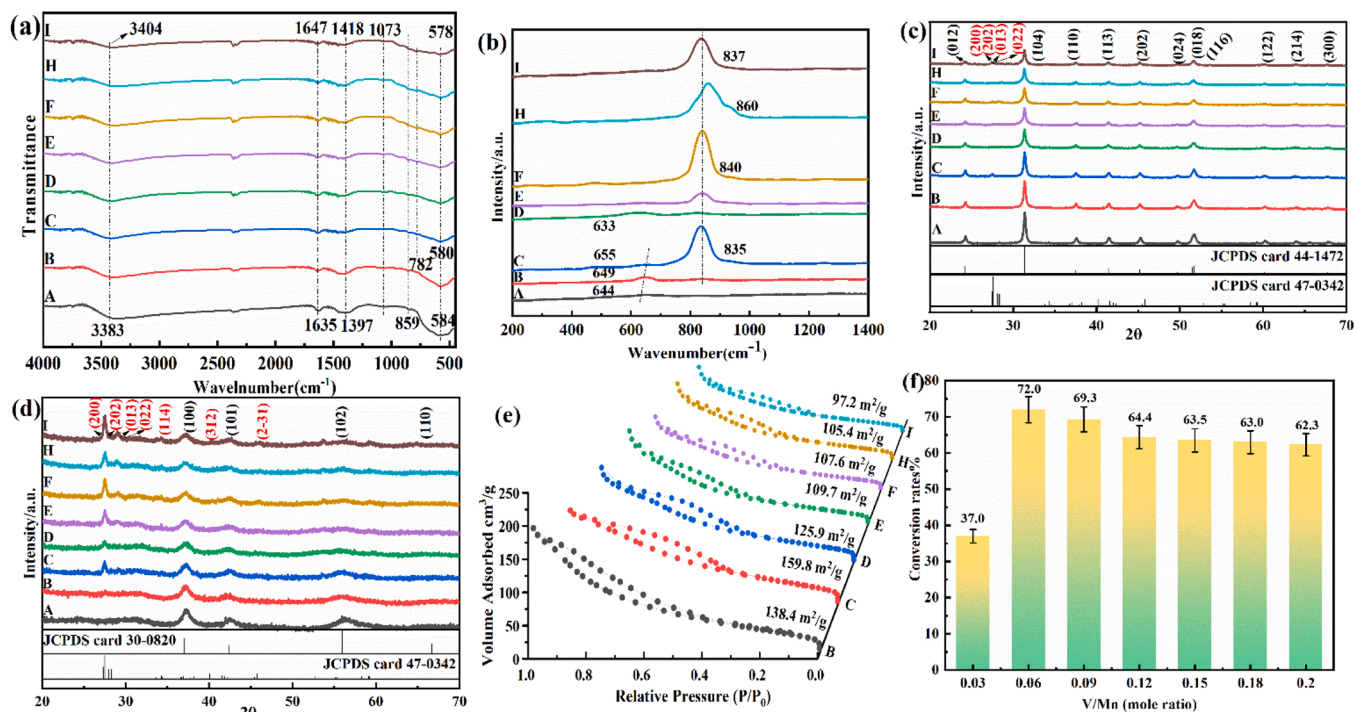 (a)
I
3404
1647
1418
1073
578
H
F
E
D
C
B
A
580
782
584
3383
1635
1397
859
Transmittance
4000
3500
3000
2500
2000
1500
1000
500
Wavelnumber(cm⁻¹)
(b)
I
837
H
860
F
840
E
D
633
C
655
835
B
649
A
644
Intensity/a.u.
200
400
600
800
1000
1200
1400
Wavenumber(cm⁻¹)
(c)
(012)
(200)
(202)
(013)
(022)
(104)
(110)
(113)
(202)
(024)
(018)
(116)
(122)
(214)
(300)
I
H
F
E
D
C
B
A
Intensity/a.u.
JCPDS card 44-1472
JCPDS card 47-0342
20
30
40
50
60
70
2θ
(d)
(200)
(202)
(013)
(022)
(114)
(100)
(312)
(101)
(2-31)
(102)
(110)
I
H
F
E
D
C
B
A
Intensity/a.u.
JCPDS card 30-0820
JCPDS card 47-0342
20
30
40
50
60
70
(e)
97.2 m²/g
I
105.4 m²/g
H
107.6 m²/g
F
109.7 m²/g
E
125.9 m²/g
D
159.8 m²/g
C
138.4 m²/g
B
Volume Adsorbed cm³/g
250
225
200
175
150
125
100
75
50
25
0
1.0
0.8
0.6
0.4
0.2
0.0
Relative Pressure (P/P₀)
(f)
Conversion rates%
80
70
60
50
40
30
20
10
0
37.0
72.0
69.3
64.4
63.5
63.0
62.3
0.03
0.06
0.09
0.12
0.15
0.18
0.2
V/Mn (mole ratio)